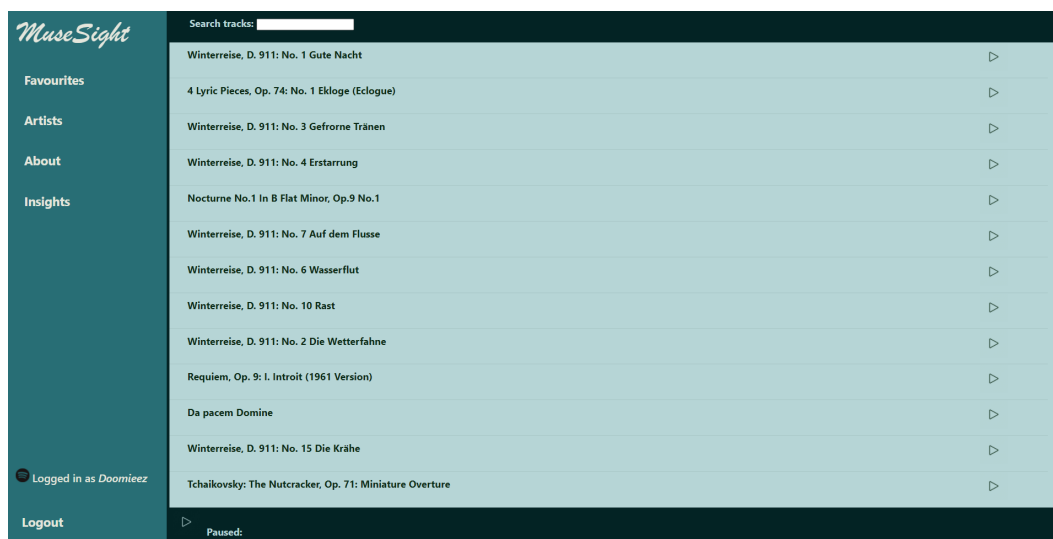 MuseSight
Favourites
Artists
About
Insights
Logged in as Doomieez
Logout
Search tracks:
Winterreise, D. 911: No. 1 Gute Nacht
4 Lyric Pieces, Op. 74: No. 1 Ekloge (Eclogue)
Winterreise, D. 911: No. 3 Gefrorne Tränen
Winterreise, D. 911: No. 4 Erstarrung
Nocturne No.1 In B Flat Minor, Op.9 No.1
Winterreise, D. 911: No. 7 Auf dem Flusse
Winterreise, D. 911: No. 6 Wasserflut
Winterreise, D. 911: No. 10 Rast
Winterreise, D. 911: No. 2 Die Wetterfahne
Requiem, Op. 9: I. Introit (1961 Version)
Da pacem Domine
Winterreise, D. 911: No. 15 Die Krähe
Tchaikovsky: The Nutcracker, Op. 71: Miniature Overture
Paused: